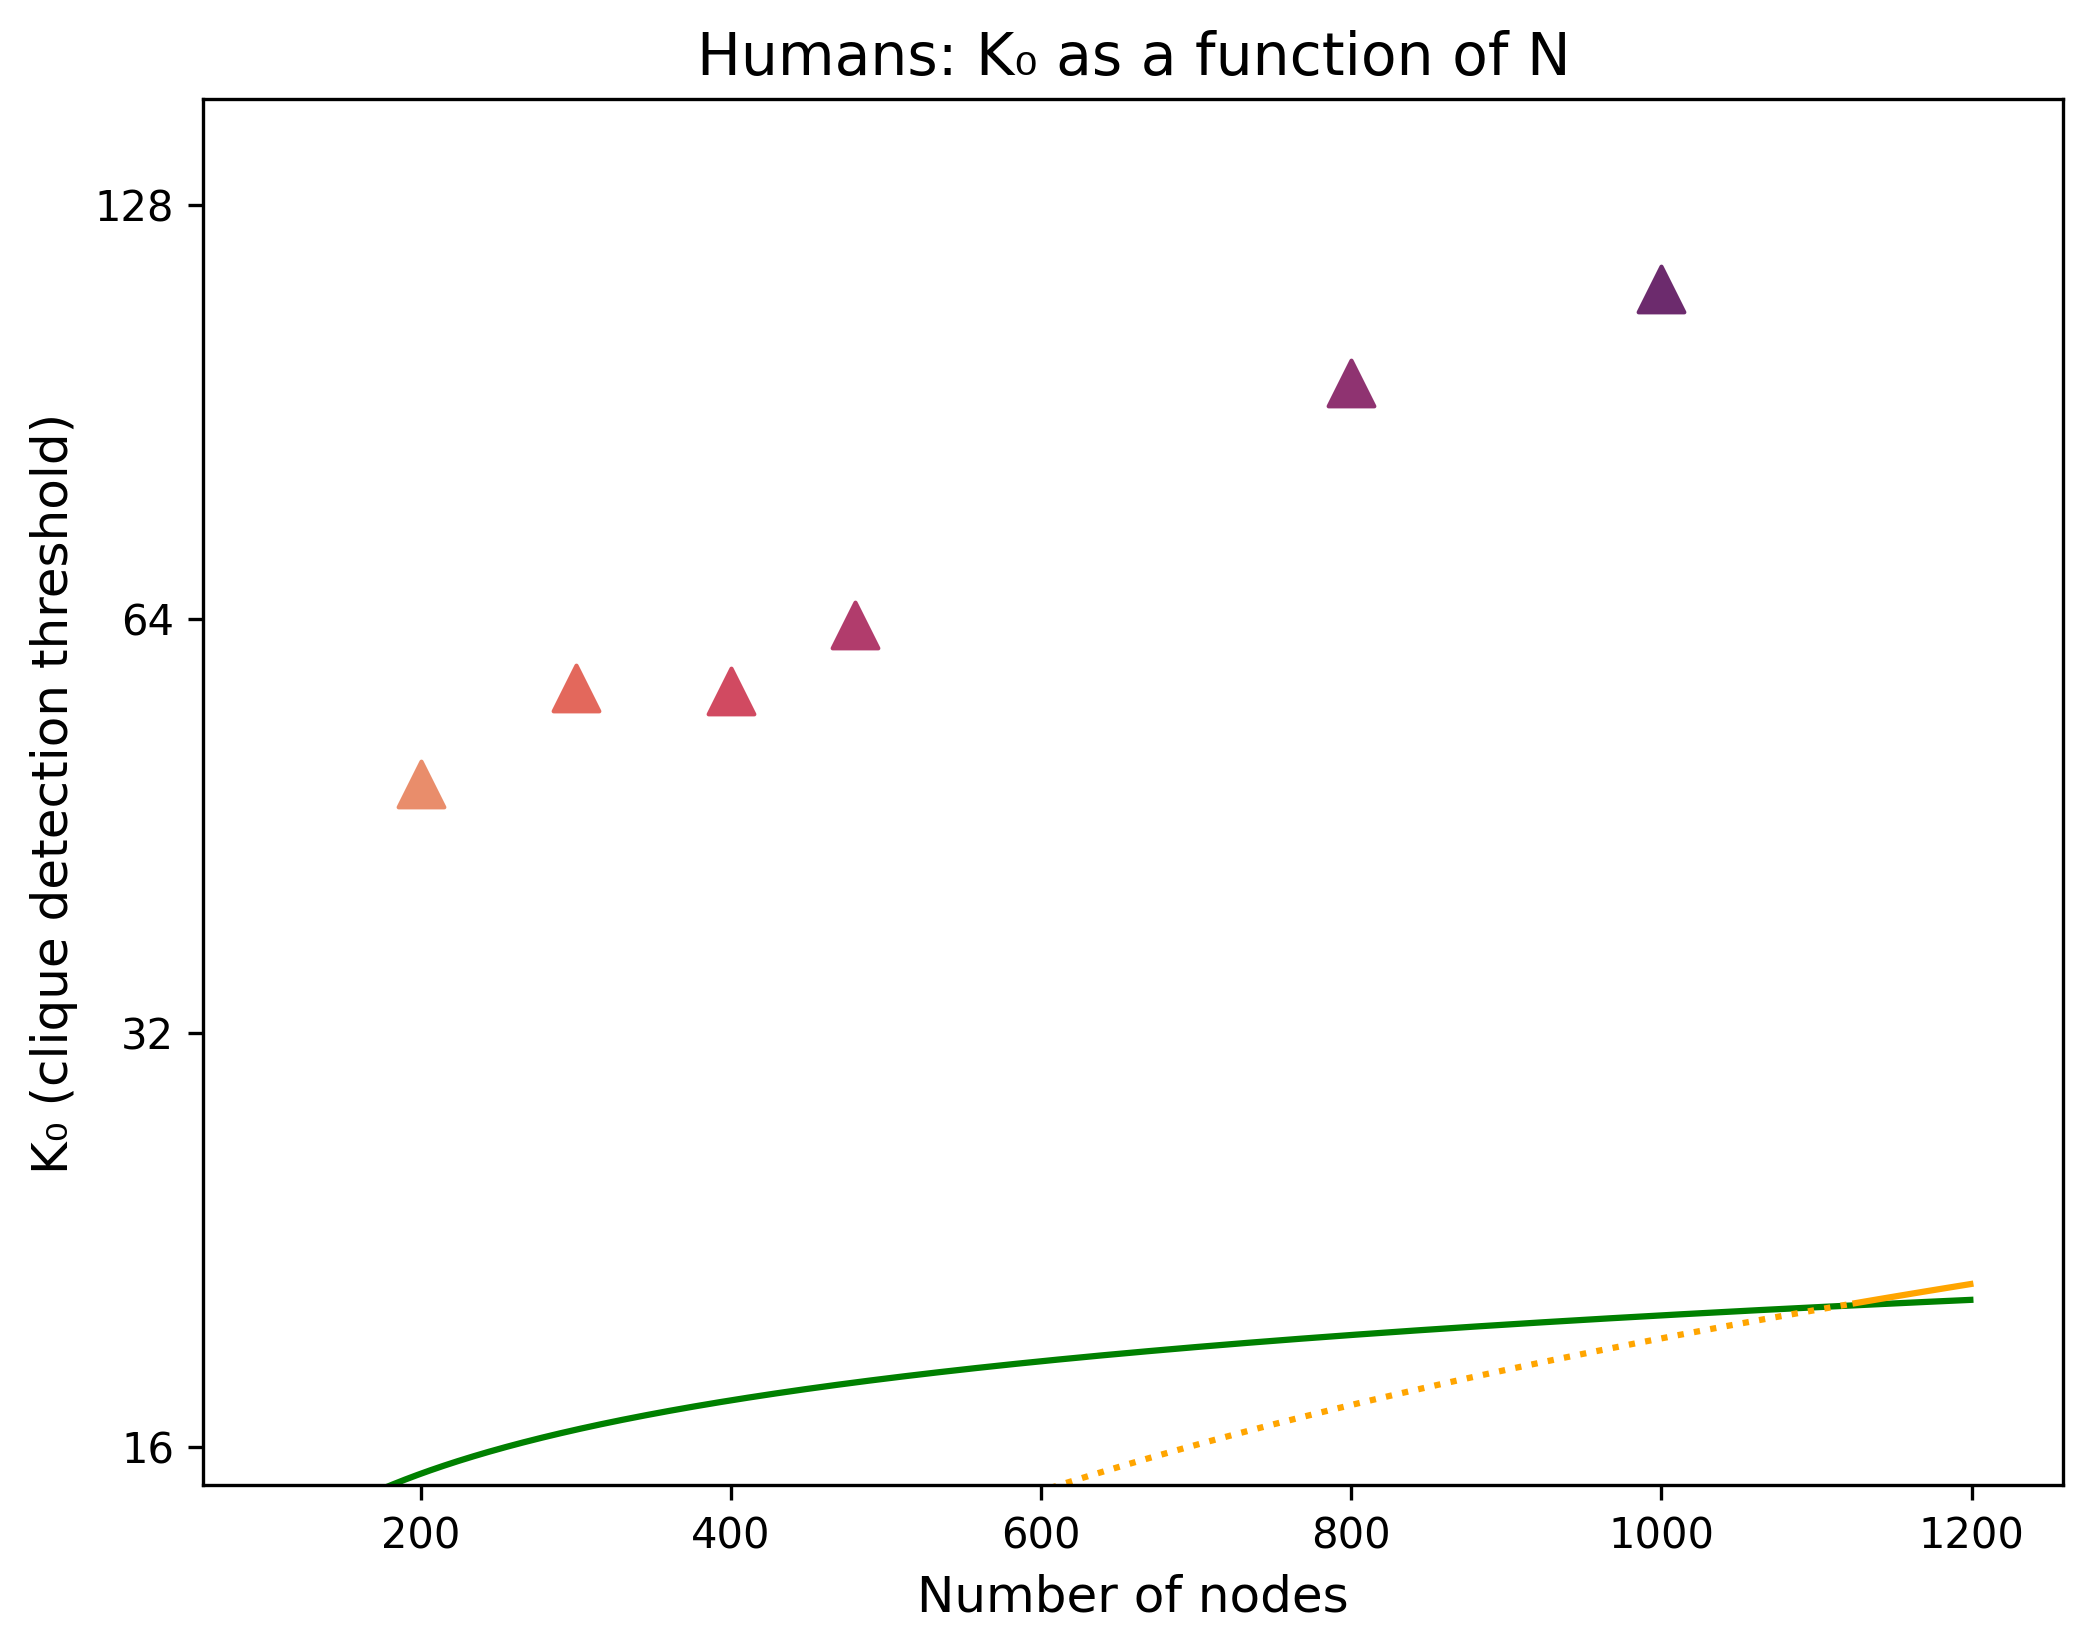 Humans: K₀ as a function of N
K₀ (clique detection threshold)
128
64
32
16
200 400 600 800 1000 1200
Number of nodes